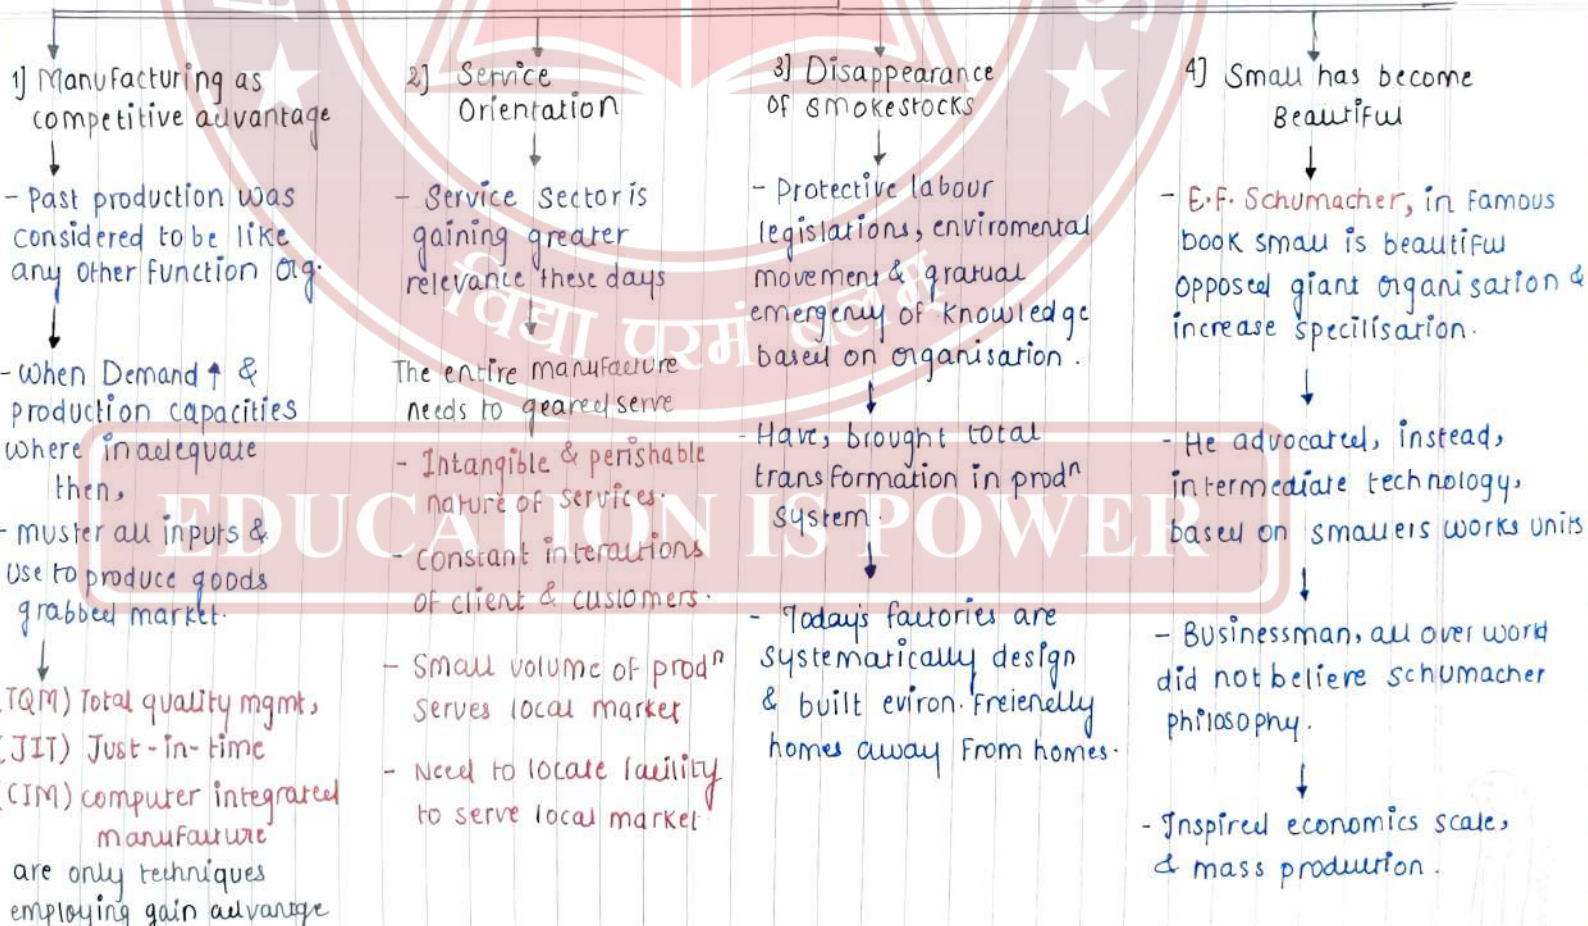 1] Manufacturing as
competitive advantage
- Past production was
considered to be like
any other function org.
- when Demand ↑ &
production capacities
where inadequate
then,
- muster all inputs &
use to produce goods
grabbed market.
(TQM) Total quality mgmt,
(JIT) Just-in-time
(CIM) computer integrated
manufacture
are only techniques
employing gain advantage
2] Service
Orientation
- Service Sector is
gaining greater
relevance these days
The entire manufacture
needs to geared serve
- Intangible & perishable
nature of services.
- constant interactions
of client & customers.
- Small volume of prodⁿ
serves local market
- Need to locate facility
to serve local market
3] Disappearance
of smokestocks
- Protective labour
legislations, enviromental
movement & gratual
emergency of knowledge
based on organisation.
- Have, brought total
transformation in prodⁿ
system.
- Today's factories are
systematically design
& built eviron. freienelly
homes away from homes.
4] Small has become
Beautiful
- E.F. Schumacher, in famous
book small is beautiful
opposed giant organisation &
increase specilisation.
- He advocated, instead,
intermediate technology,
based on smallers works units
- Businessman, all over world
did not believe schumacher
philosophy.
- Inspired economics scale,
& mass production.
विद्या परमं बलम
EDUCATION IS POWER